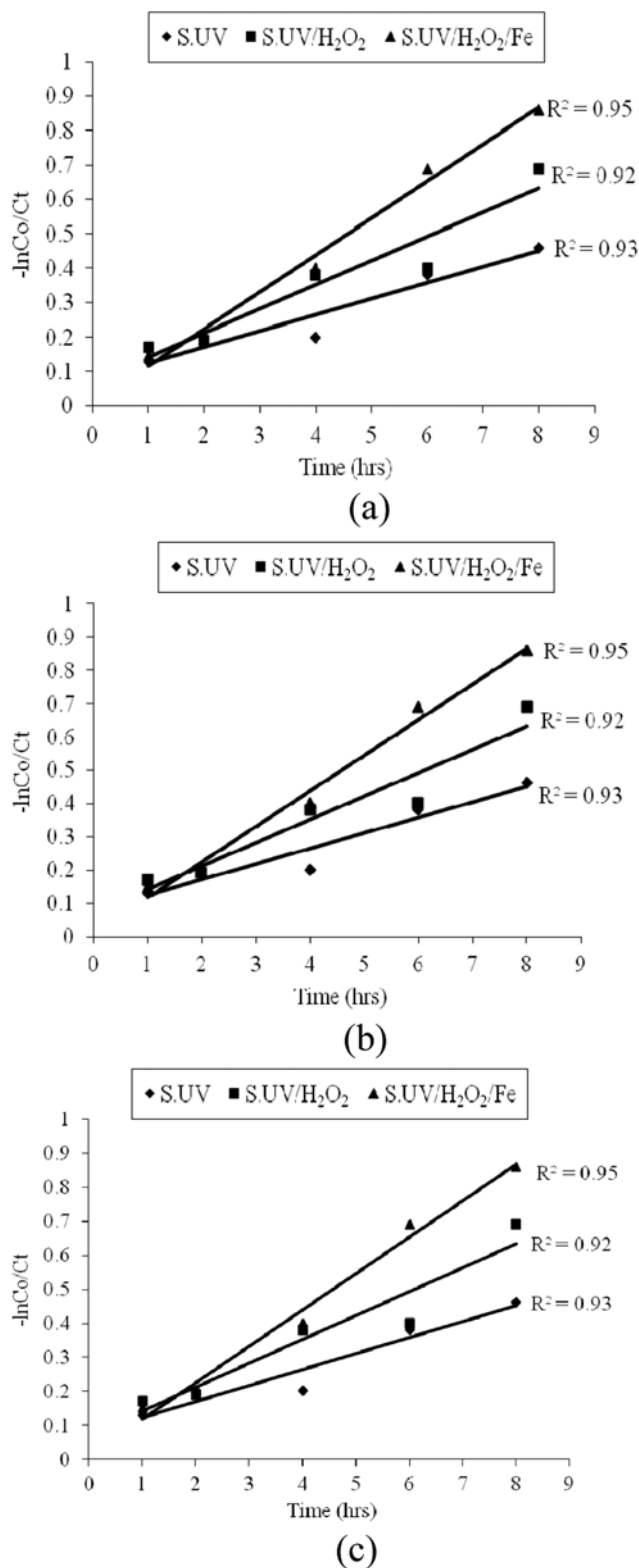 S.UV S.UV/H₂O₂ S.UV/H₂O₂/Fe
1
0.9
0.8
0.7
0.6
0.5
0.4
0.3
0.2
0.1
0
-lnCo/Ct
R² = 0.95
R² = 0.92
R² = 0.93
0 1 2 3 4 5 6 7 8 9
Time (hrs)
(a)
S.UV S.UV/H₂O₂ S.UV/H₂O₂/Fe
1
0.9
0.8
0.7
0.6
0.5
0.4
0.3
0.2
0.1
0
-lnCo/Ct
R² = 0.95
R² = 0.92
R² = 0.93
0 1 2 3 4 5 6 7 8 9
Time (hrs)
(b)
S.UV S.UV/H₂O₂ S.UV/H₂O₂/Fe
1
0.9
0.8
0.7
0.6
0.5
0.4
0.3
0.2
0.1
0
-lnCo/Ct
R² = 0.95
R² = 0.92
R² = 0.93
0 1 2 3 4 5 6 7 8 9
Time (hrs)
(c)